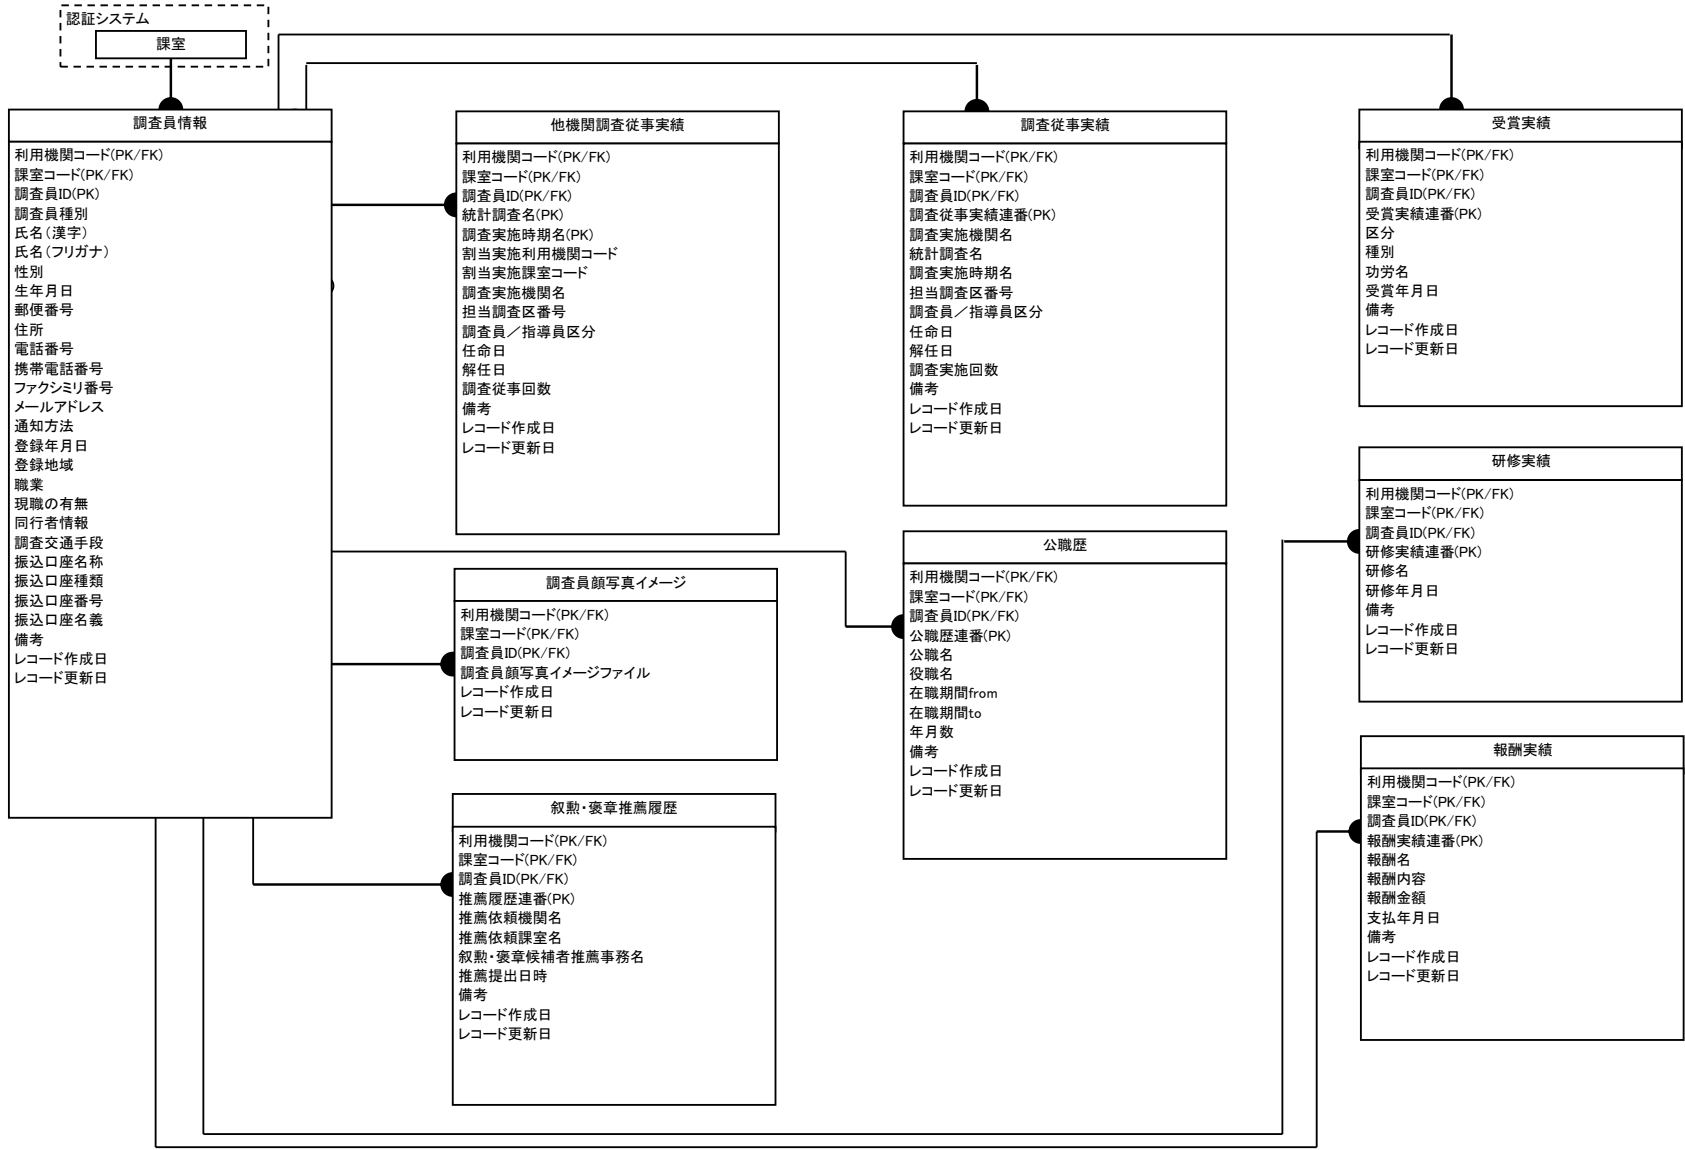 認証システム
課室
調査員情報
利用機関コード(PK/FK)
課室コード(PK/FK)
調査員ID(PK)
調査員種別
氏名(漢字)
氏名(フリガナ)
性別
生年月日
郵便番号
住所
電話番号
携帯電話番号
ファクシミリ番号
メールアドレス
通知方法
登録年月日
登録地域
職業
現職の有無
同行者情報
調査交通手段
振込口座名称
振込口座種類
振込口座番号
振込口座名義
備考
レコード作成日
レコード更新日
他機関調査従事実績
利用機関コード(PK/FK)
課室コード(PK/FK)
調査員ID(PK/FK)
統計調査名(PK)
調査実施時期名(PK)
割当実施利用機関コード
割当実施課室コード
調査実施機関名
担当調査区番号
調査員/指導員区分
任命日
解任日
調査従事回数
備考
レコード作成日
レコード更新日
調査員顔写真イメージ
利用機関コード(PK/FK)
課室コード(PK/FK)
調査員ID(PK/FK)
調査員顔写真イメージファイル
レコード作成日
レコード更新日
叙勲・褒章推薦履歴
利用機関コード(PK/FK)
課室コード(PK/FK)
調査員ID(PK/FK)
推薦履歴連番(PK)
推薦依頼機関名
推薦依頼課室名
叙勲・褒章候補者推薦事務名
推薦提出日時
備考
レコード作成日
レコード更新日
調査従事実績
利用機関コード(PK/FK)
課室コード(PK/FK)
調査員ID(PK/FK)
調査従事実績連番(PK)
調査実施機関名
統計調査名
調査実施時期名
担当調査区番号
調査員/指導員区分
任命日
解任日
調査実施回数
備考
レコード作成日
レコード更新日
公職歴
利用機関コード(PK/FK)
課室コード(PK/FK)
調査員ID(PK/FK)
公職歴連番(PK)
公職名
役職名
在職期間from
在職期間to
年月数
備考
レコード作成日
レコード更新日
受賞実績
利用機関コード(PK/FK)
課室コード(PK/FK)
調査員ID(PK/FK)
受賞実績連番(PK)
区分
種別
功労名
受賞年月日
備考
レコード作成日
レコード更新日
研修実績
利用機関コード(PK/FK)
課室コード(PK/FK)
調査員ID(PK/FK)
研修実績連番(PK)
研修名
研修年月日
備考
レコード作成日
レコード更新日
報酬実績
利用機関コード(PK/FK)
課室コード(PK/FK)
調査員ID(PK/FK)
報酬実績連番(PK)
報酬名
報酬内容
報酬金額
支払年月日
備考
レコード作成日
レコード更新日